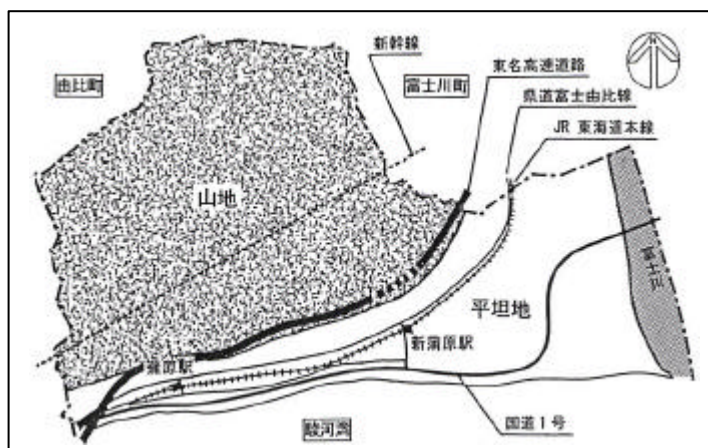 新幹線
東名高速道路
由比町
富士川町
県道富士由比線
JR 東海道本線
山地
富士川
平坦地
新蒲原駅
蒲原駅
国道1号
駿河湾